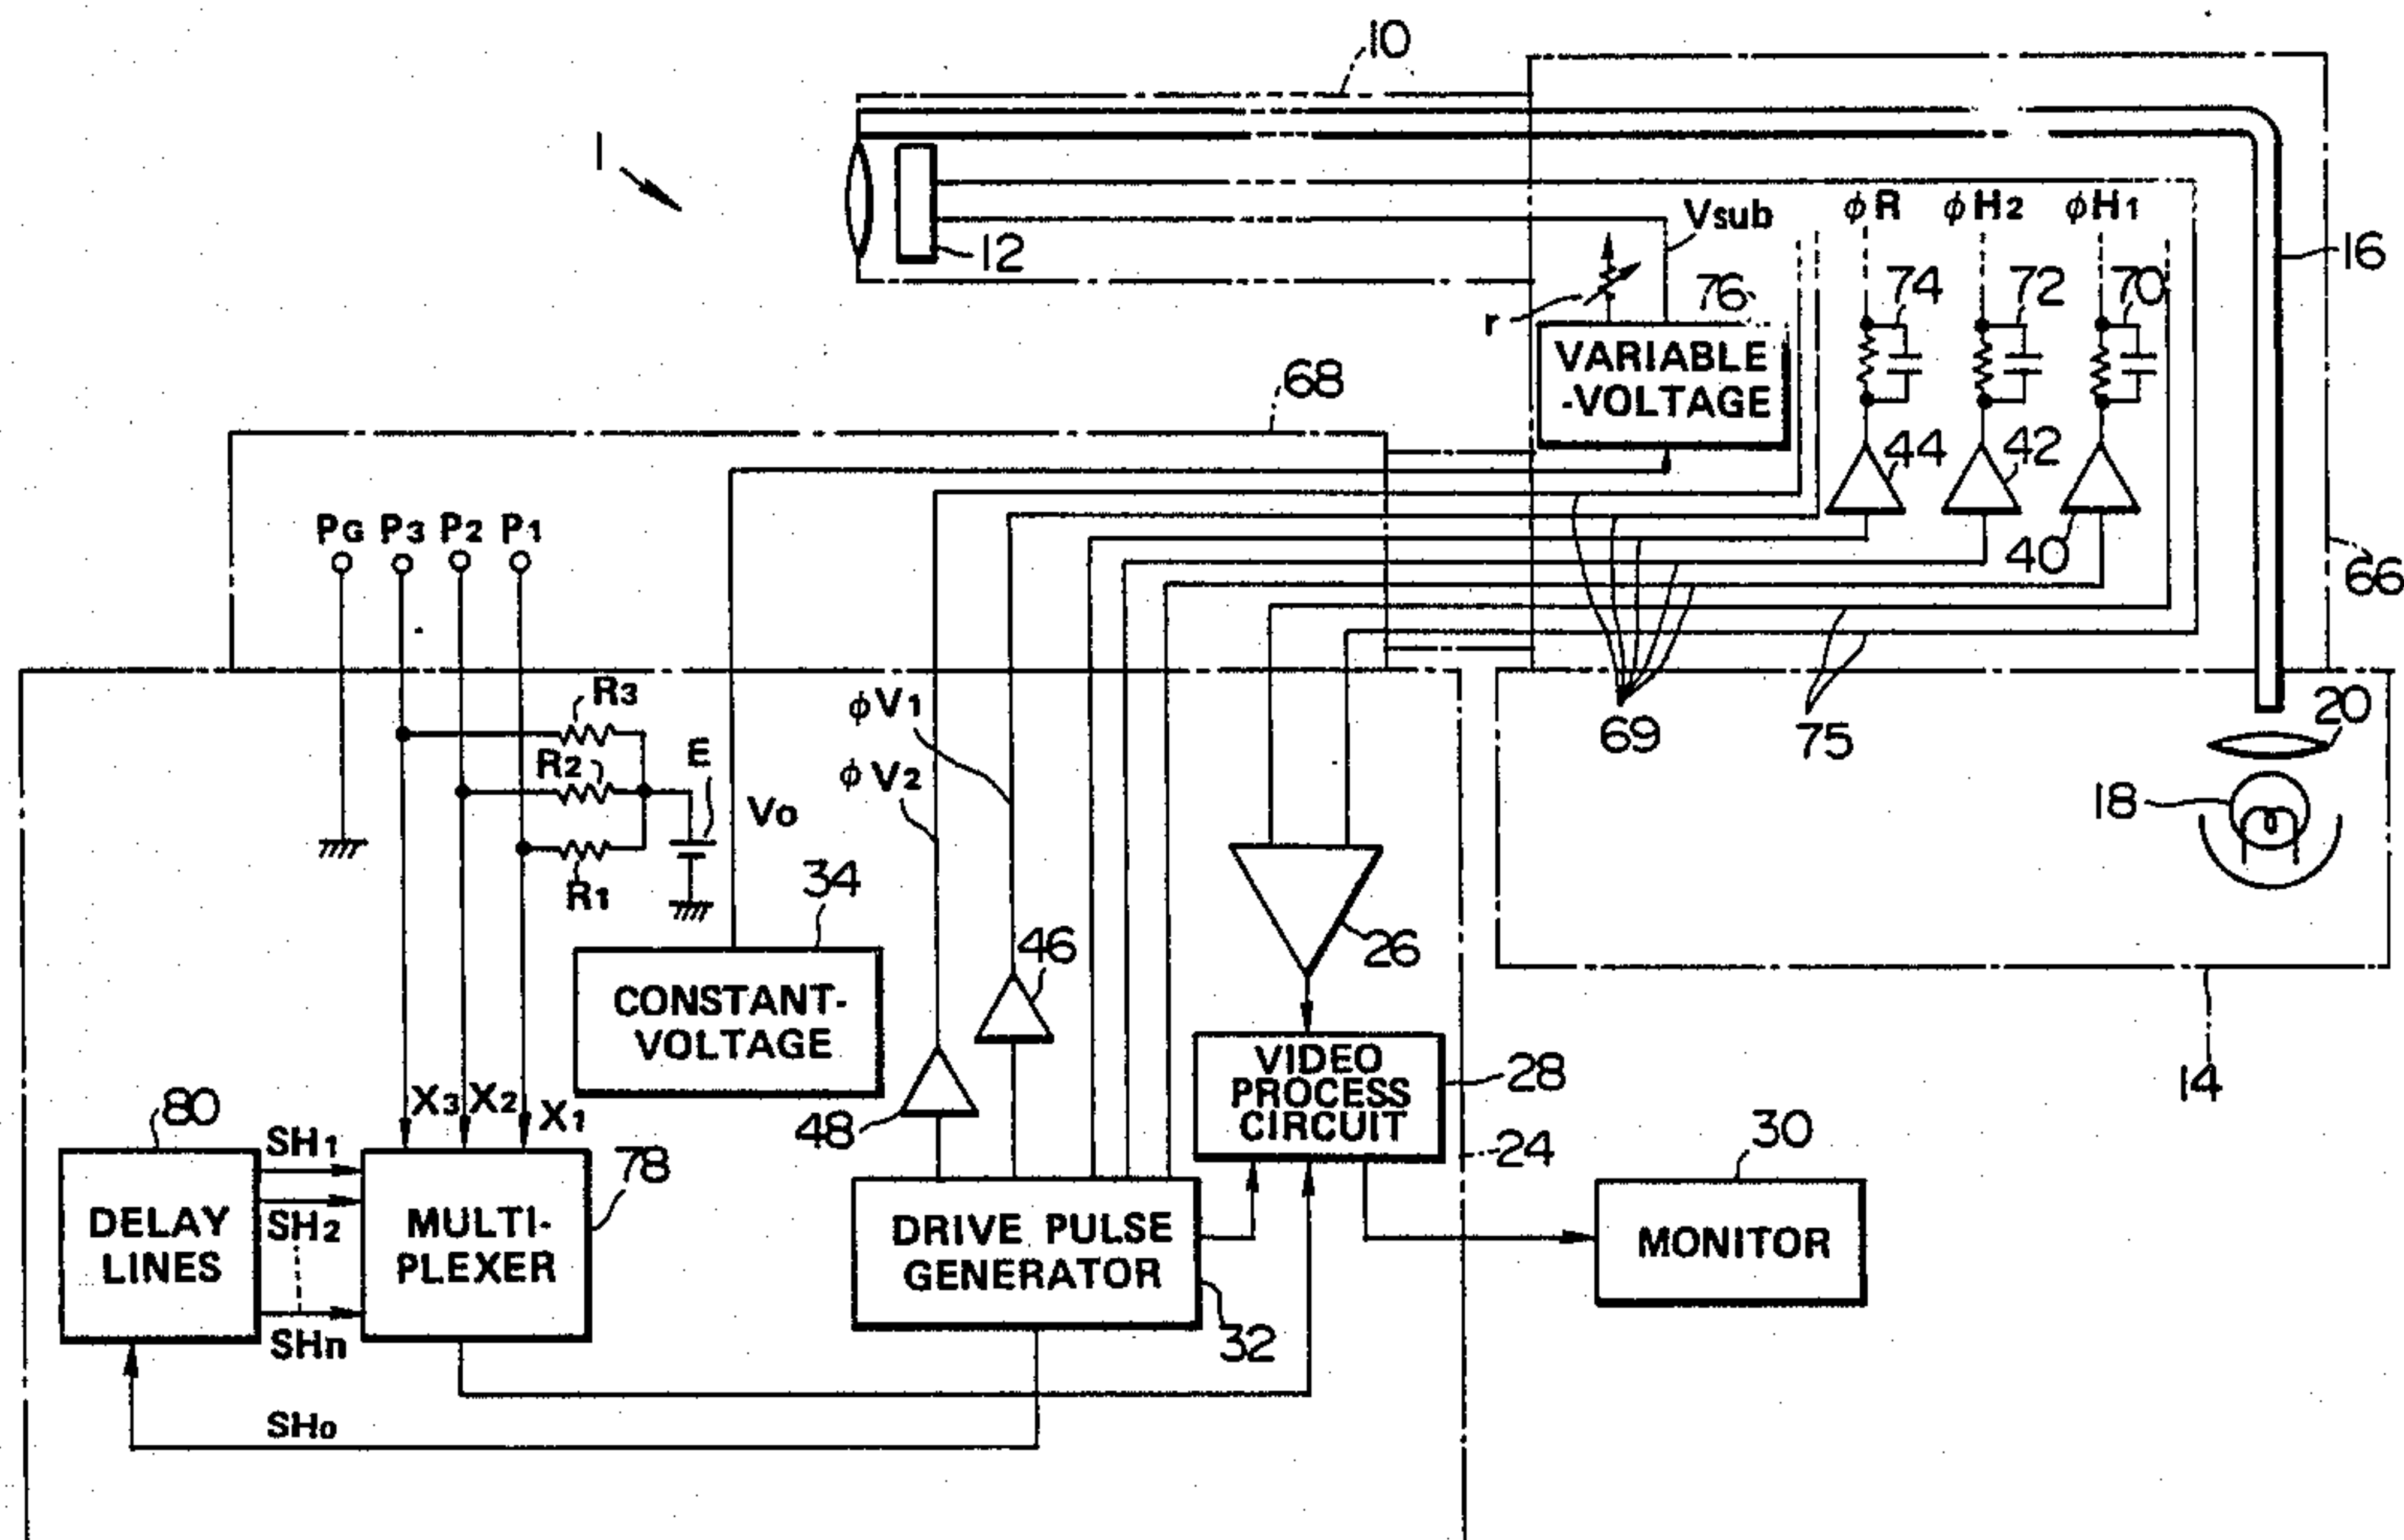 10
1
12
Vsub
φR
φH2
φH1
16
r
76
74
72
70
VARIABLE
-VOLTAGE
68
44
42
40
66
PG
P3
P2
P1
R3
R2
R1
E
Vo
φV1
φV2
69
75
20
18
34
46
26
CONSTANT-
VOLTAGE
48
VIDEO
PROCESS
CIRCUIT
28
24
14
30
80
X3
X2
X1
78
SH1
SH2
SHn
DELAY
LINES
MULTI-
PLEXER
DRIVE PULSE
GENERATOR
32
MONITOR
SHo